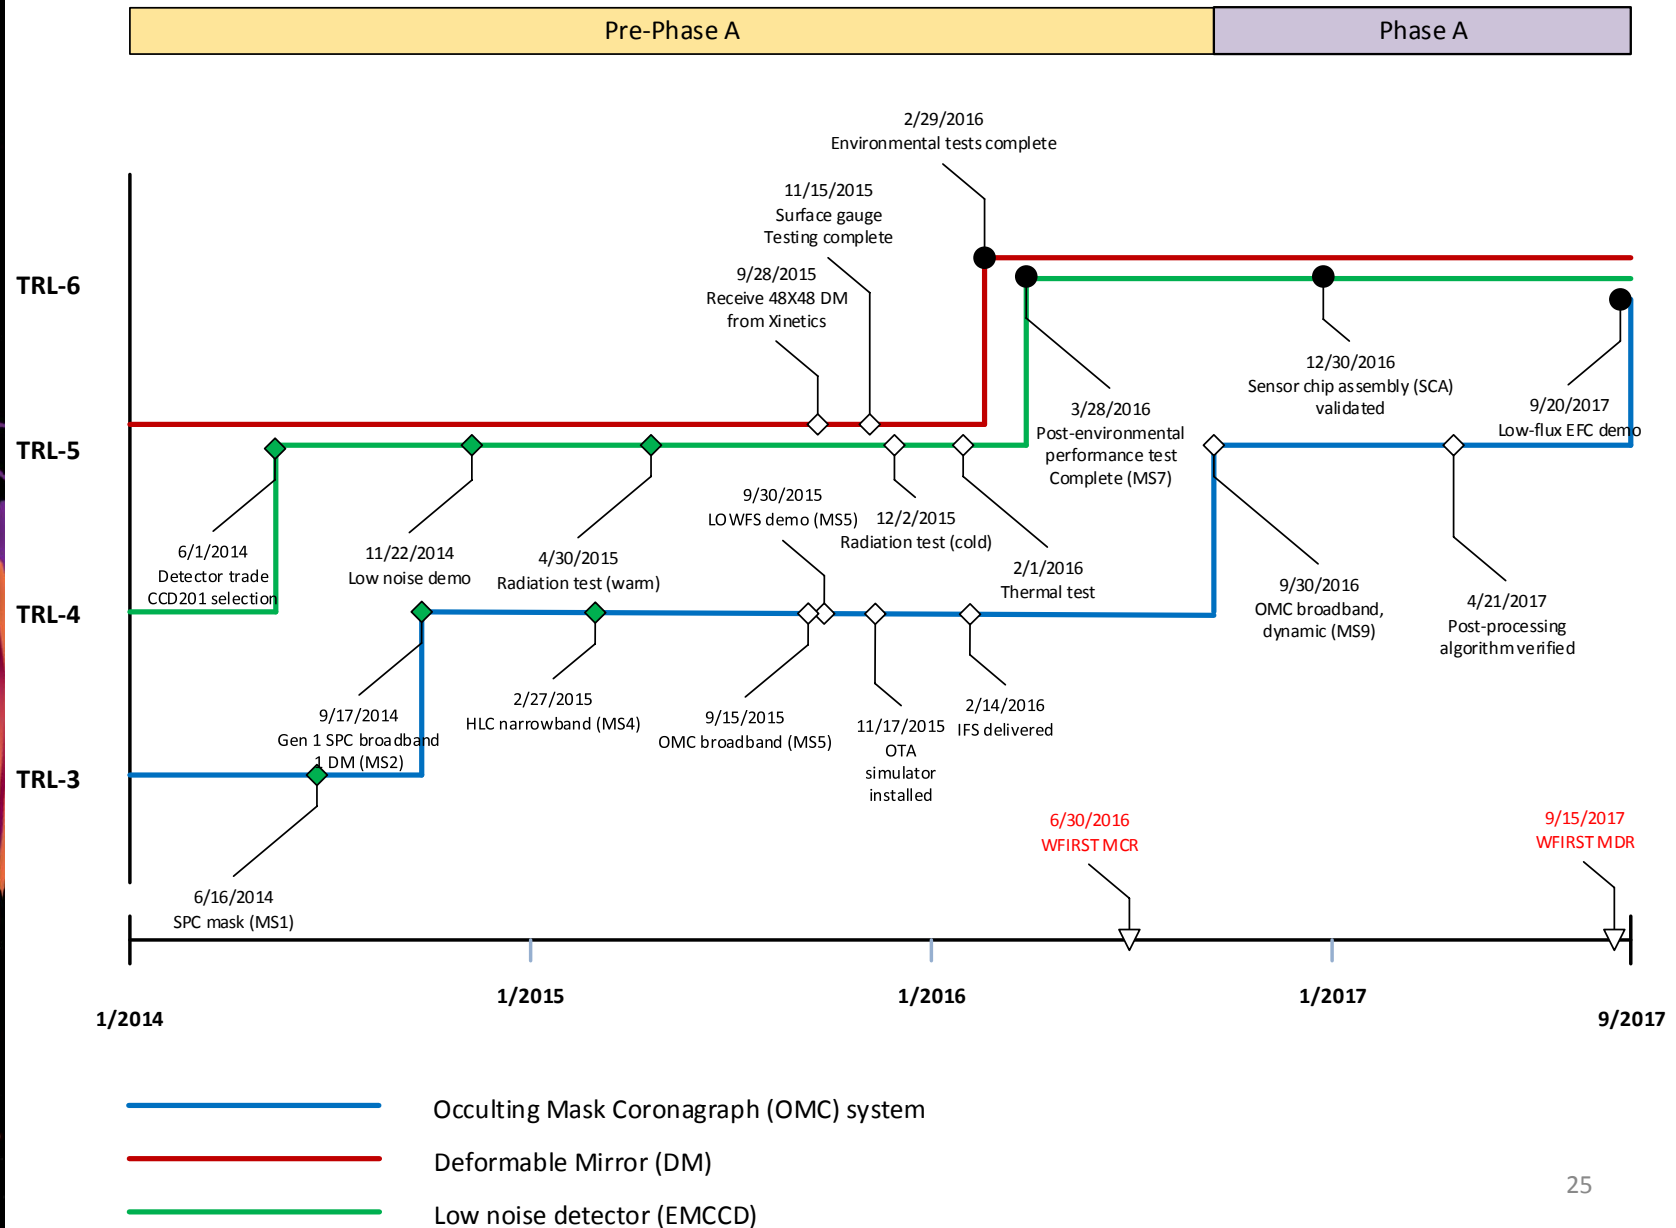 Pre-Phase A
Phase A
2/29/2016
Environmental tests complete
11/15/2015
Surface gauge
Testing complete
9/28/2015
Receive 48X48 DM
from Xinetics
TRL-6
12/30/2016
Sensor chip assembly (SCA)
validated
9/20/2017
Low-flux EFC demo
3/28/2016
Post-environmental
performance test
Complete (MS7)
TRL-5
9/30/2015
LOWFS demo (MS5)
12/2/2015
Radiation test (cold)
6/1/2014
Detector trade
CCD201 selection
11/22/2014
Low noise demo
4/30/2015
Radiation test (warm)
2/1/2016
Thermal test
9/30/2016
OMC broadband,
dynamic (MS9)
4/21/2017
Post-processing
algorithm verified
TRL-4
9/17/2014
Gen 1 SPC broadband
1 DM (MS2)
2/27/2015
HLC narrowband (MS4)
9/15/2015
OMC broadband (MS5)
11/17/2015
OTA
simulator
installed
2/14/2016
IFS delivered
TRL-3
6/16/2014
SPC mask (MS1)
6/30/2016
WFIRST MCR
9/15/2017
WFIRST MDR
1/2014
1/2015
1/2016
1/2017
9/2017
Occulting Mask Coronagraph (OMC) system
Deformable Mirror (DM)
Low noise detector (EMCCD)
25